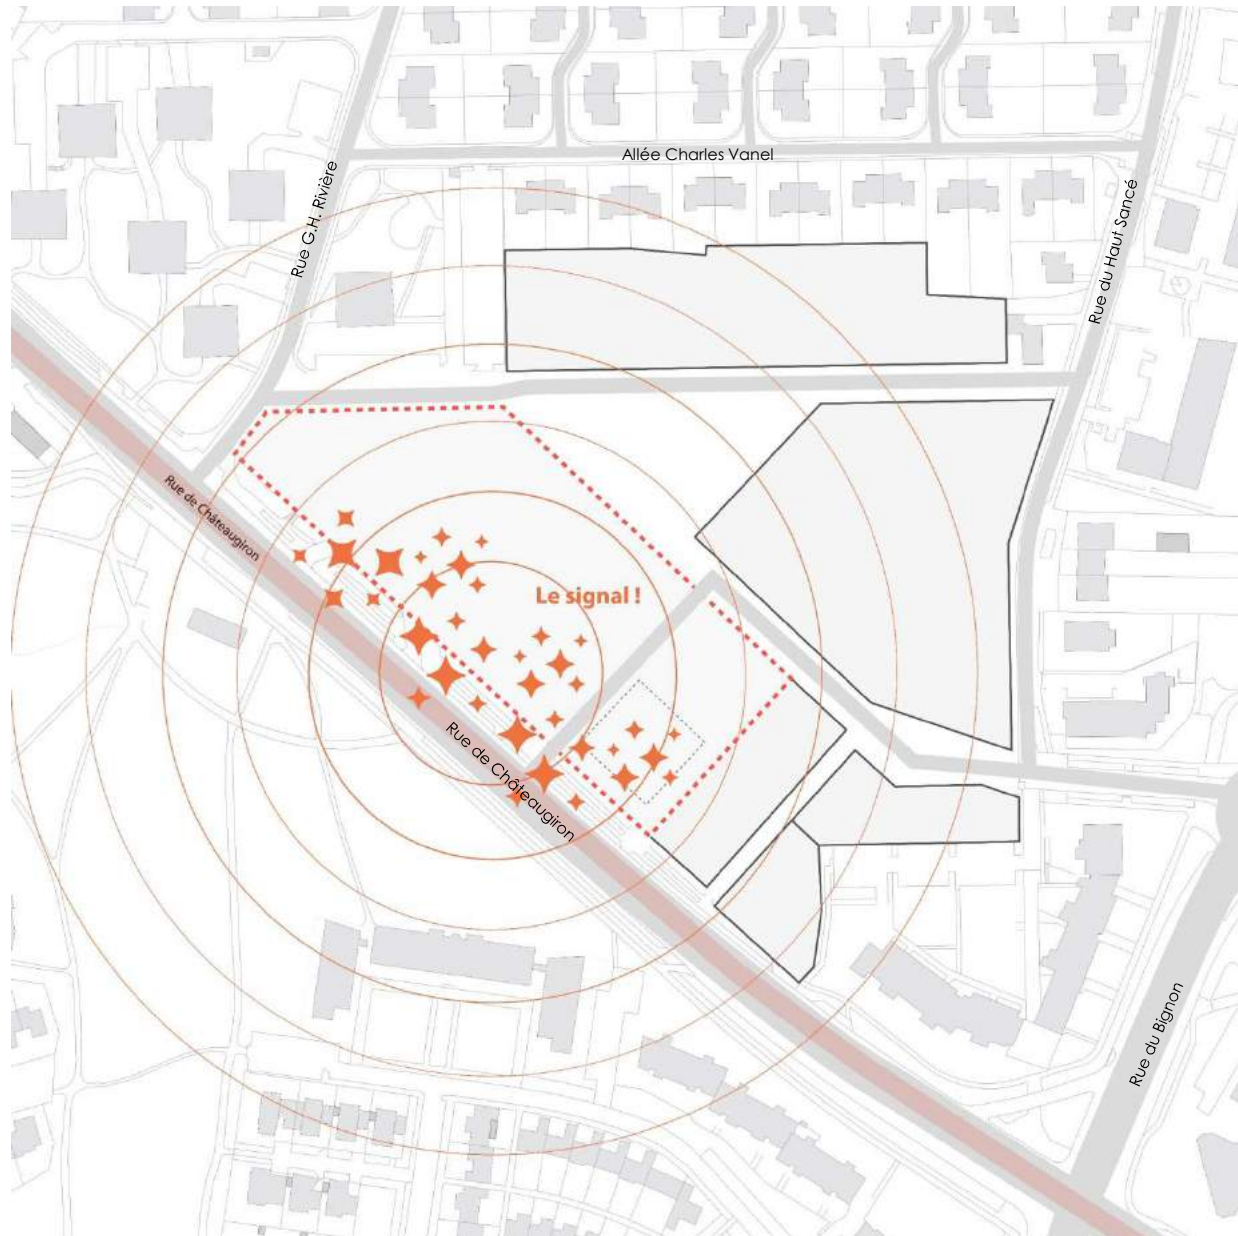 Allée Charles Vanel
Rue G.H. Rivière
Rue du Haut Sancé
Rue de Châteaugiron
Le signal !
Rue de Châteaugiron
Rue du Bignon